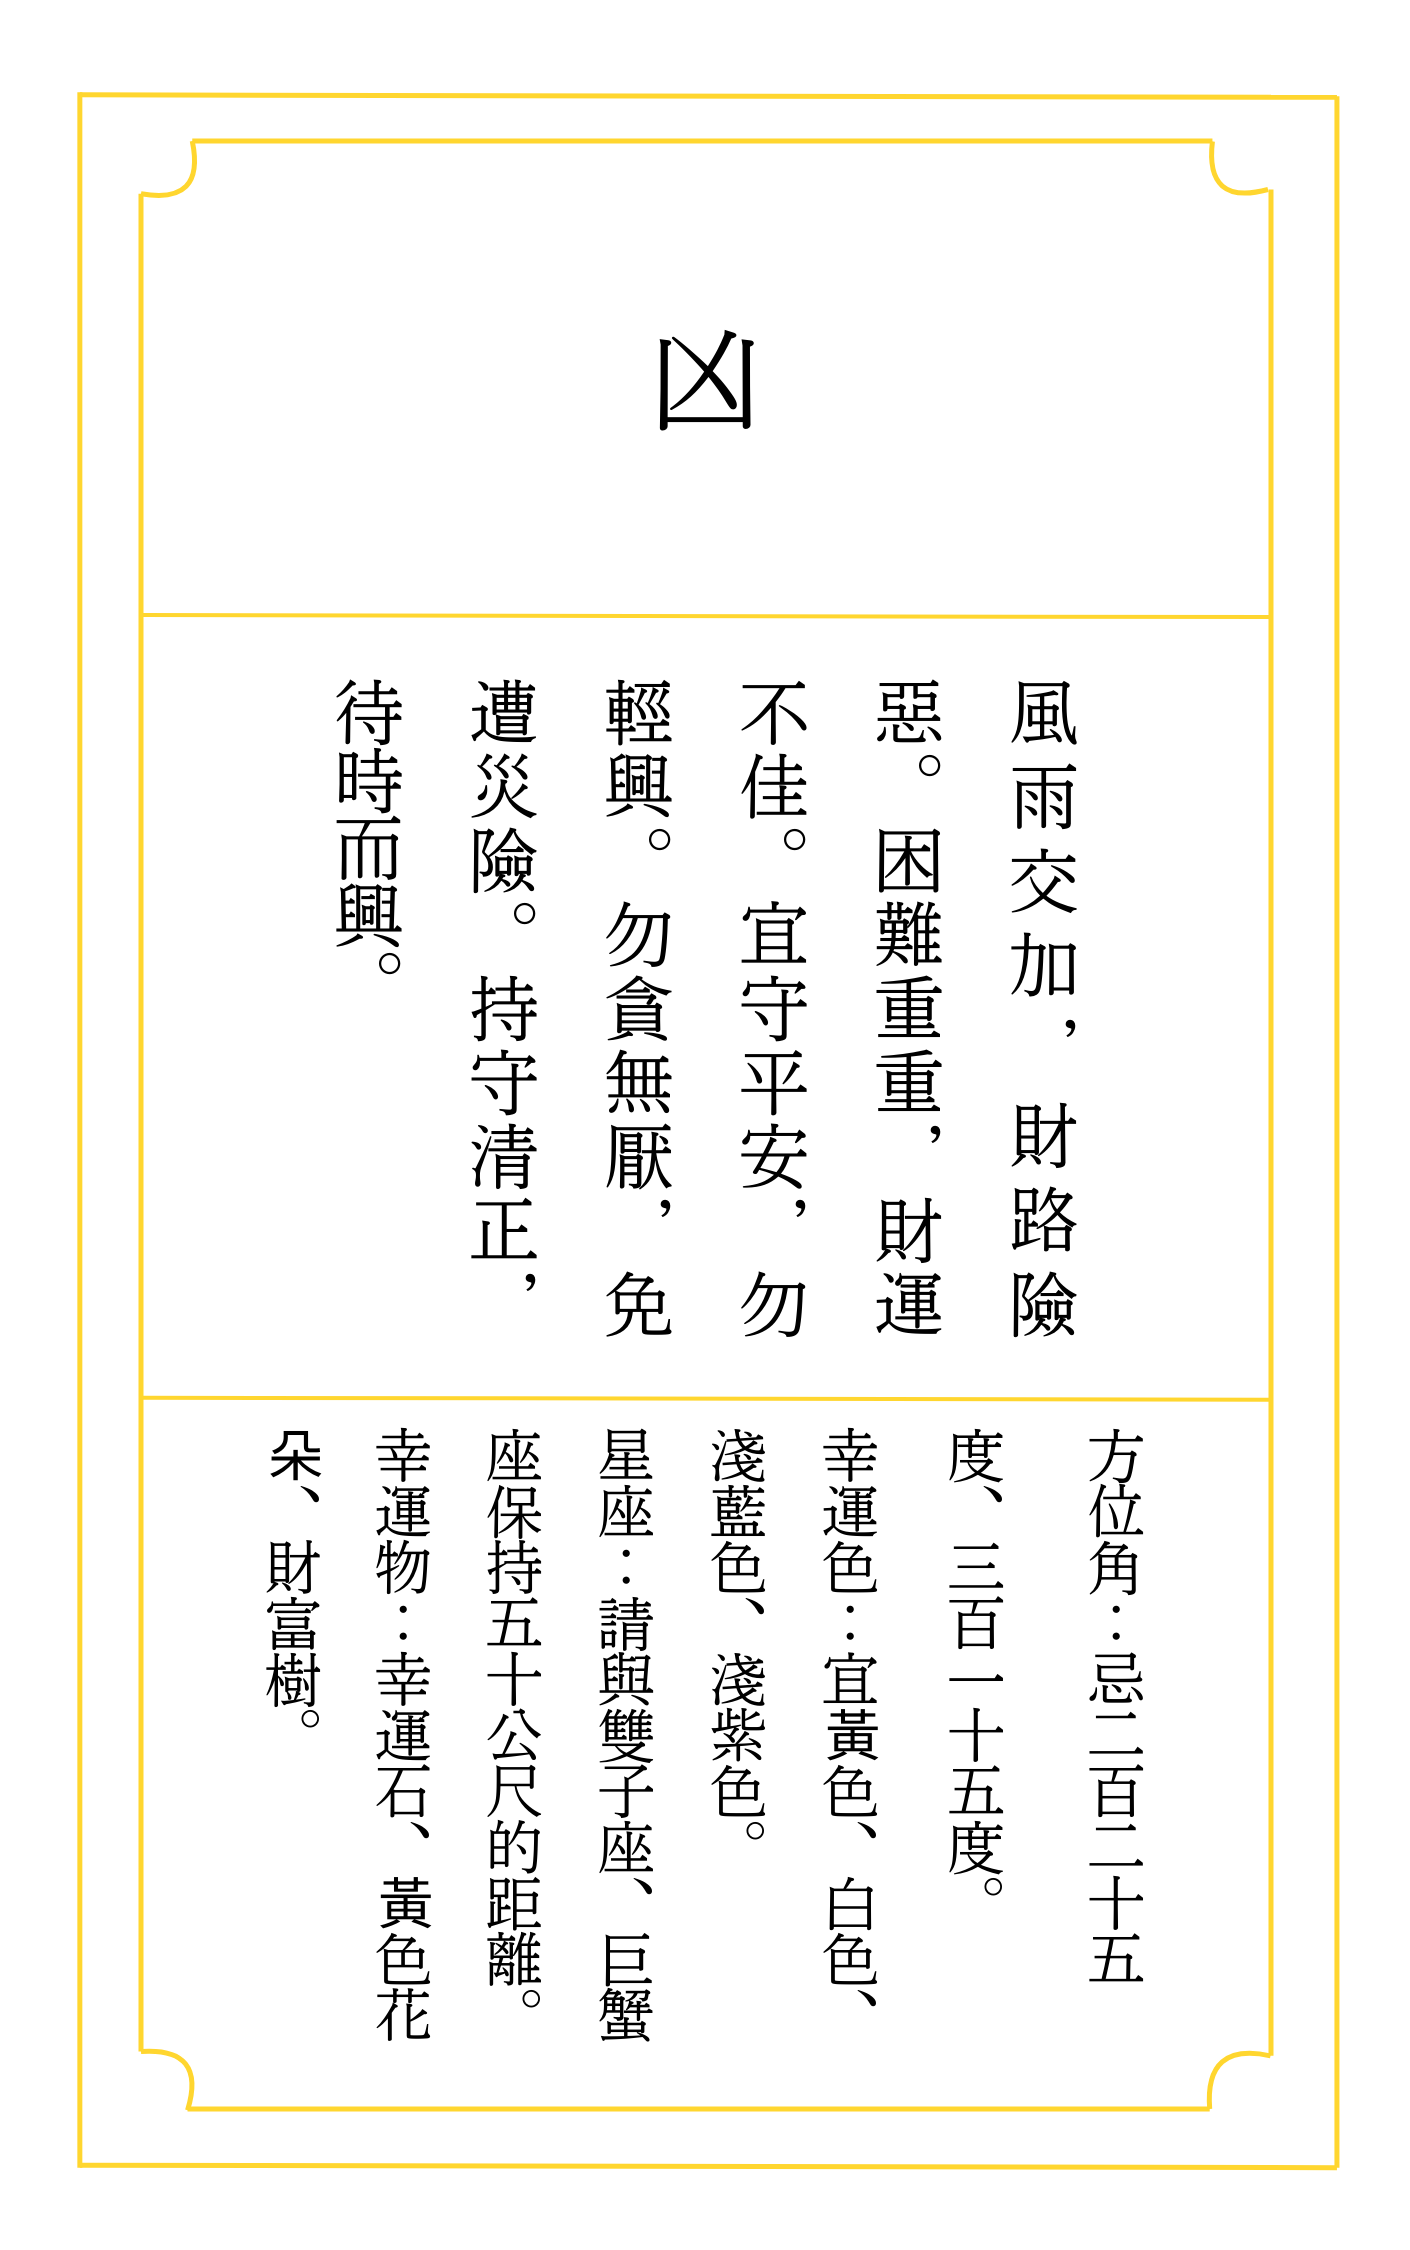 凶
風雨交加，財路險
惡。困難重重，財運
不佳。宜守平安，勿
輕興。勿貪無厭，免
遭災險。持守清正，
待時而興。
方位角：忌二百二十五
度、三百一十五度。
幸運色：宜黃色、白色、
淺藍色、淺紫色。
星座：請與雙子座、巨蟹
座保持五十公尺的距離。
幸運物：幸運石、黃色花
朵、財富樹。